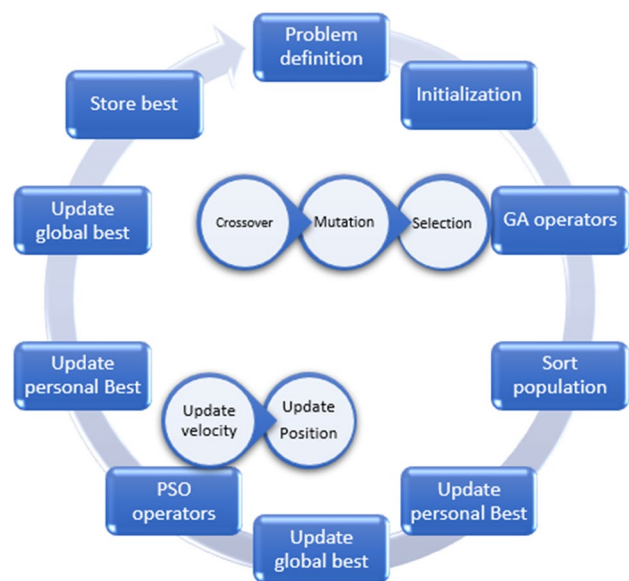 Problem
definition
Initialization
GA operators
Crossover
Mutation
Selection
Sort
population
Update
personal Best
Update
global best
PSO
operators
Update
velocity
Update
Position
Update
personal Best
Update
global best
Store best